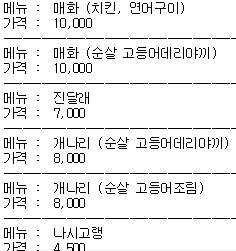 메뉴 : 매화 (치킨, 연어구이)
가격 : 10,000
메뉴 : 매화 (순살 고등어데리야끼)
가격 : 10,000
메뉴 : 진달래
가격 : 7,000
메뉴 : 개나리 (순살 고등어데리야끼)
가격 : 8,000
메뉴 : 개나리 (순살 고등어조림)
가격 : 8,000
메뉴 : 나시고랭
가격 : 4,500